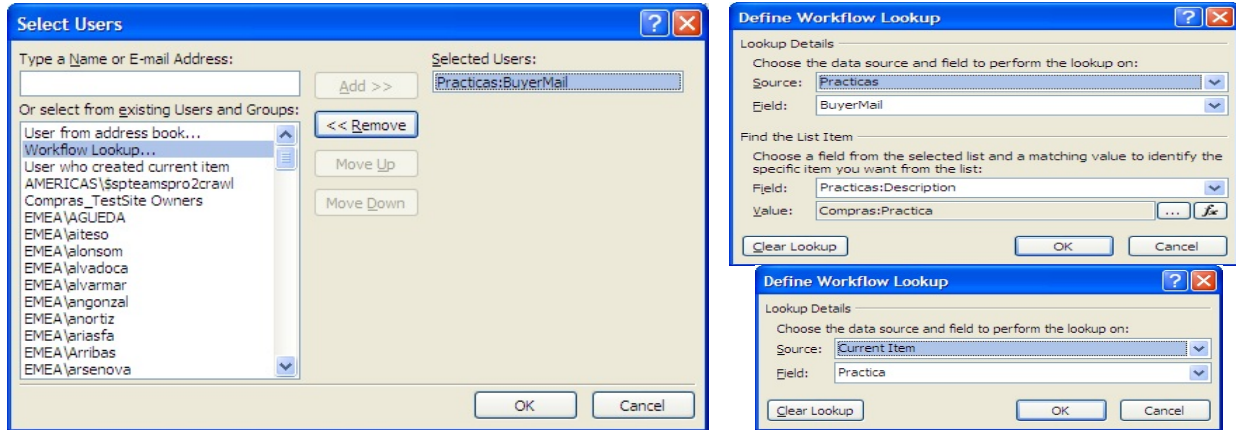 Select Users
Type a Name or E-mail Address:
Add >>
Or select from existing Users and Groups:
User from address book...
Workflow Lookup...
User who created current item
AMERICAS\$spteamspro2crawl
Compras_TestSite Owners
EMEA\AGUEDA
EMEA\aiteso
EMEA\alonsom
EMEA\alvadoca
EMEA\alvarmar
EMEA\angonzal
EMEA\anortiz
EMEA\ariasfa
EMEA\Arribas
EMEA\arsenova
<< Remove
Move Up
Move Down
Selected Users:
Practicas:BuyerMail
OK Cancel
Define Workflow Lookup
Lookup Details
Choose the data source and field to perform the lookup on:
Source: Practicas
Field: BuyerMail
Find the List Item
Choose a field from the selected list and a matching value to identify the
specific item you want from the list:
Field: Practicas:Description
Value: Compras:Practica ... fx
Clear Lookup OK Cancel
Define Workflow Lookup
Lookup Details
Choose the data source and field to perform the lookup on:
Source: Current Item
Field: Practica
Clear Lookup OK Cancel